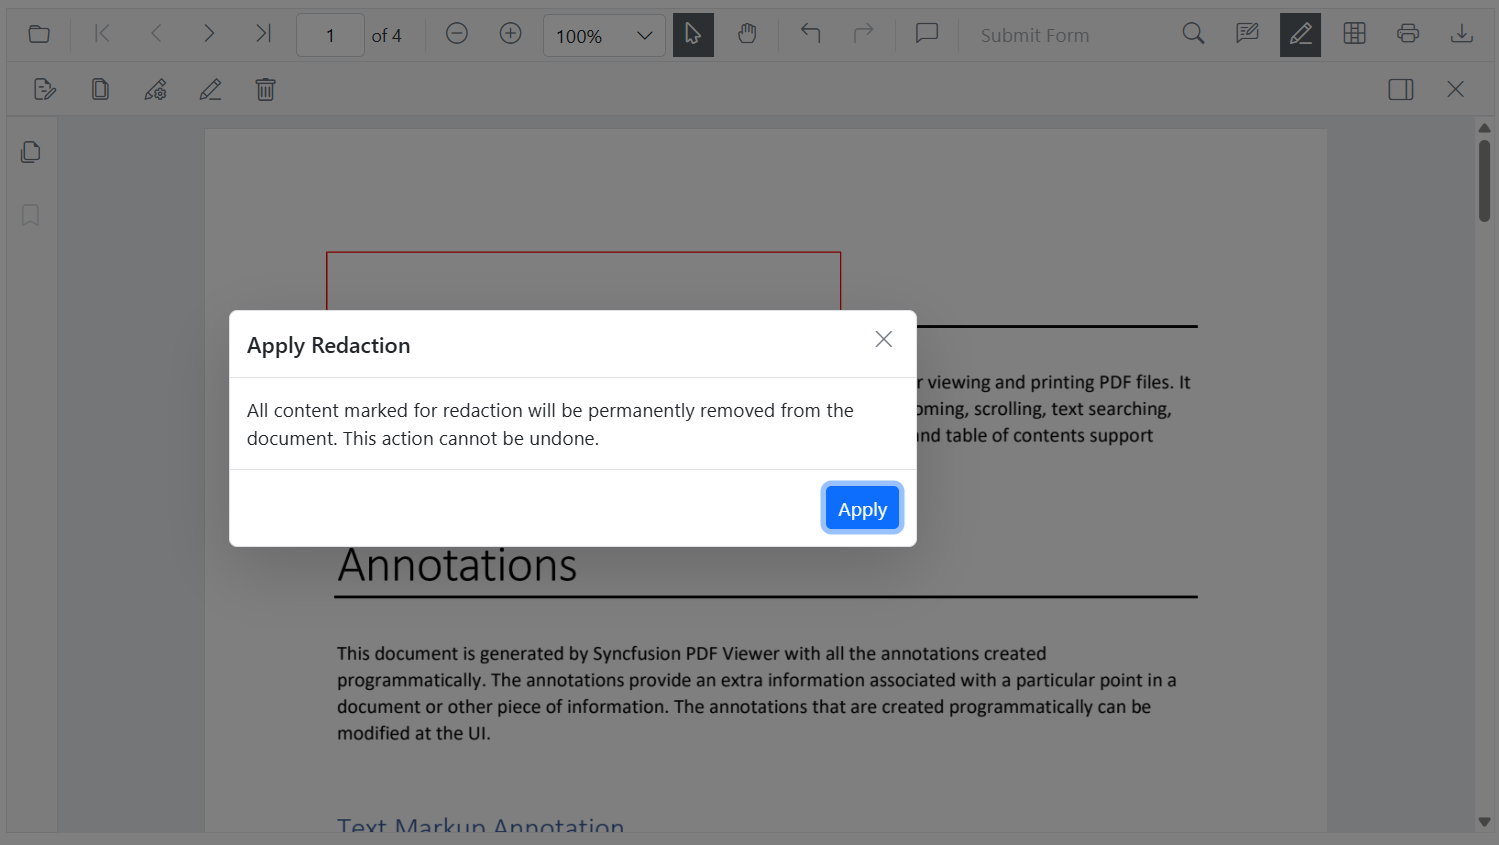 1 of 4 100% Submit Form
Apply Redaction
All content marked for redaction will be permanently removed from the
document. This action cannot be undone.
Apply
viewing and printing PDF files. It
scrolling, text searching,
table of contents support
Annotations
This document is generated by Syncfusion PDF Viewer with all the annotations created
programmatically. The annotations provide an extra information associated with a particular point in a
document or other piece of information. The annotations that are created programmatically can be
modified at the UI.
Text Markup Annotation